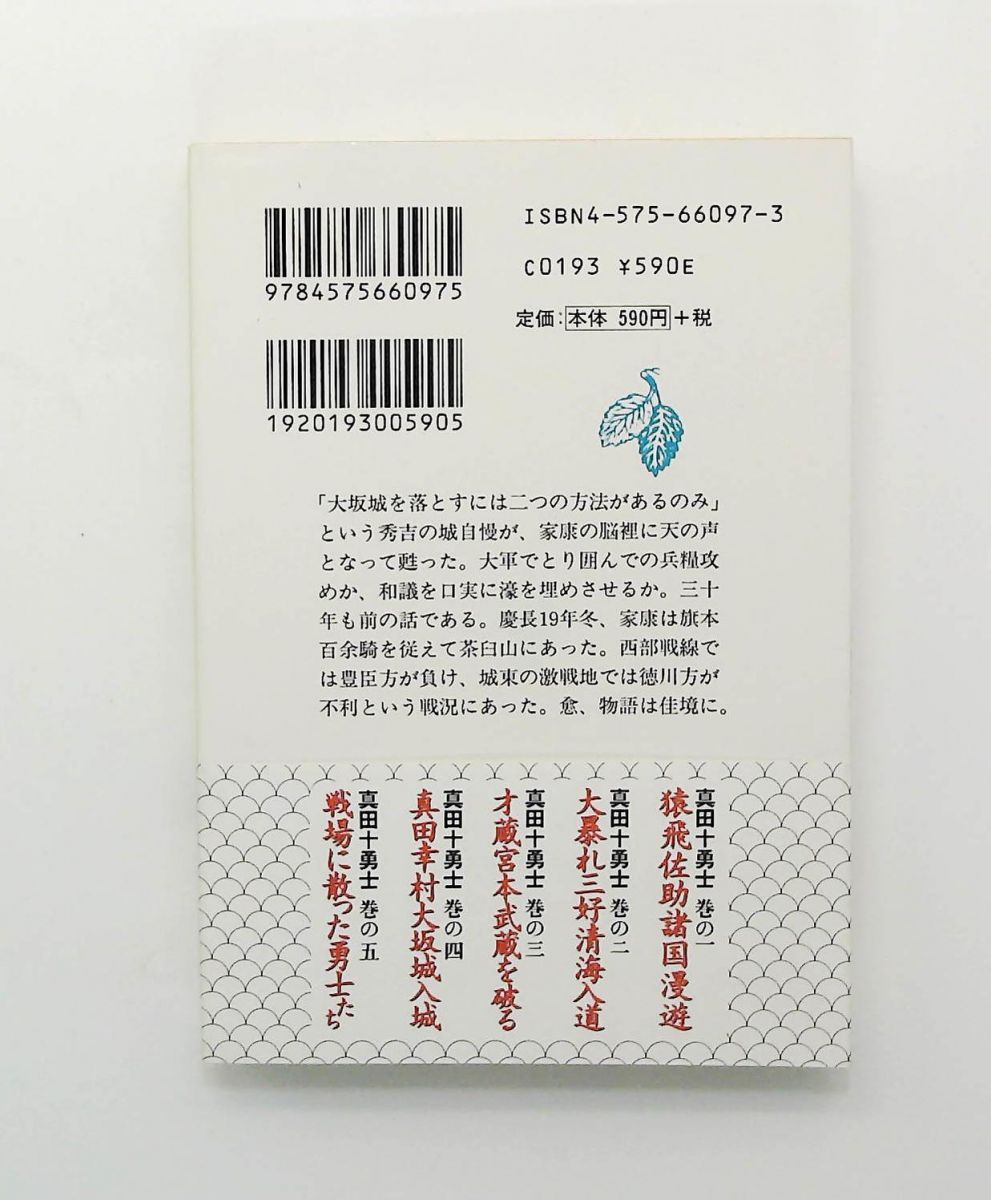 9784575660975
ISBN4-575-66097-3
C0193 ¥590E
定価:本体 590円+税
1920193005905
「大坂城を落とすには二つの方法があるのみ」
という秀吉の城自慢が、家康の脳裡に天の声
となって甦った。大軍でとり囲んでの兵糧攻
めか、和議を口実に濠を埋めさせるか。三十
年も前の話である。慶長19年冬、家康は旗本
百余騎を従えて茶臼山にあった。西部戦線で
は豊臣方が負け、城東の激戦地では徳川方が
不利という戦況にあった。愈、物語は佳境に。
真田十勇士 巻の一
猿飛佐助諸国漫遊
真田十勇士 巻の二
大暴れ三好清海入道
真田十勇士 巻の三
才蔵宮本武蔵を破る
真田十勇士 巻の四
真田幸村大坂城入城
真田十勇士 巻の五
戦場に散った勇士たち